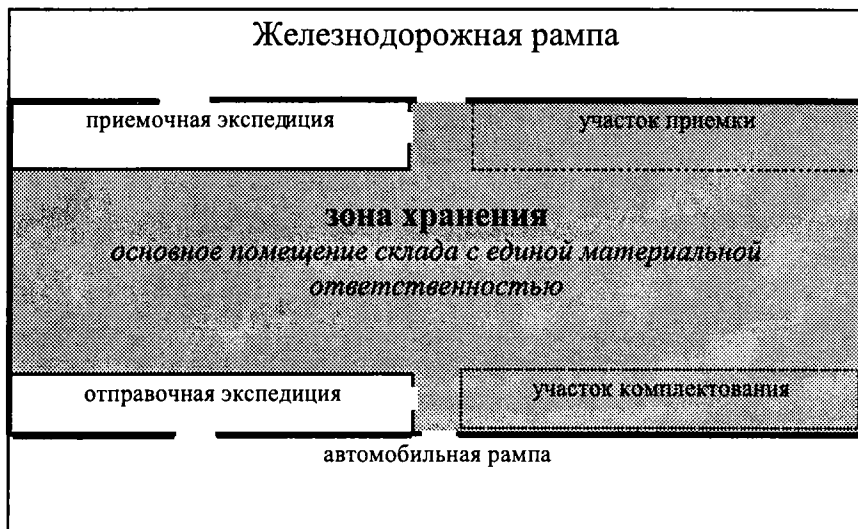 Железнодорожная рампа
приемочная экспедиция
участок приемки
зона хранения
основное помещение склада с единой материальной
ответственностью
отправочная экспедиция
участок комплектования
автомобильная рампа